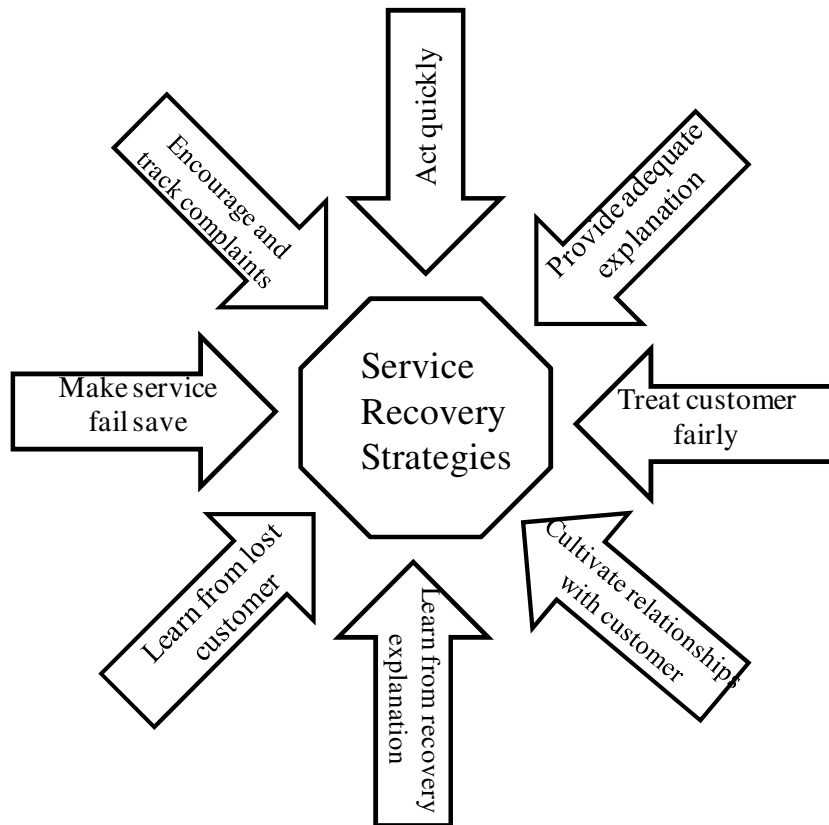 Act quickly
Provide adequate
explanation
Treat customer
fairly
Cultivate relationships
with customer
Learn from recovery
explanation
Learn from lost
customer
Make service
fail save
Encourage and
track complaints
Service
Recovery
Strategies